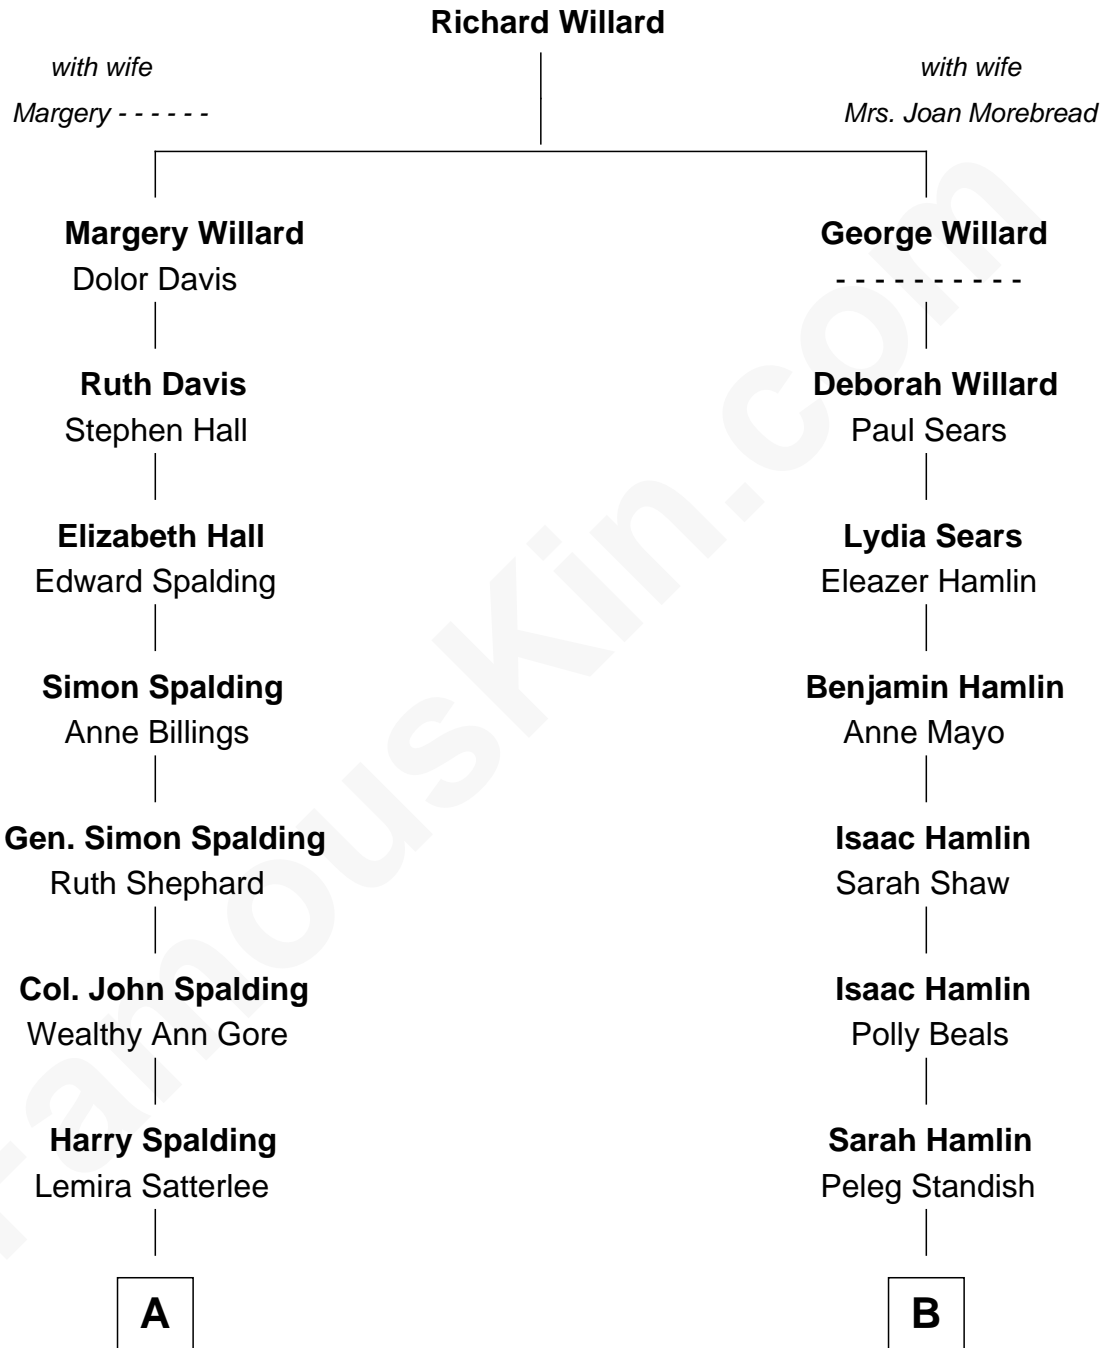 Richard Willard
with wife
Margery - - - - - -
with wife
Mrs. Joan Morebread
Margery Willard
Dolor Davis
George Willard
- - - - - - - - - -
Ruth Davis
Stephen Hall
Deborah Willard
Paul Sears
Elizabeth Hall
Edward Spalding
Lydia Sears
Eleazer Hamlin
Simon Spalding
Anne Billings
Benjamin Hamlin
Anne Mayo
Gen. Simon Spalding
Ruth Shephard
Isaac Hamlin
Sarah Shaw
Col. John Spalding
Wealthy Ann Gore
Isaac Hamlin
Polly Beals
Harry Spalding
Lemira Satterlee
Sarah Hamlin
Peleg Standish
A
B
FamousKin.com